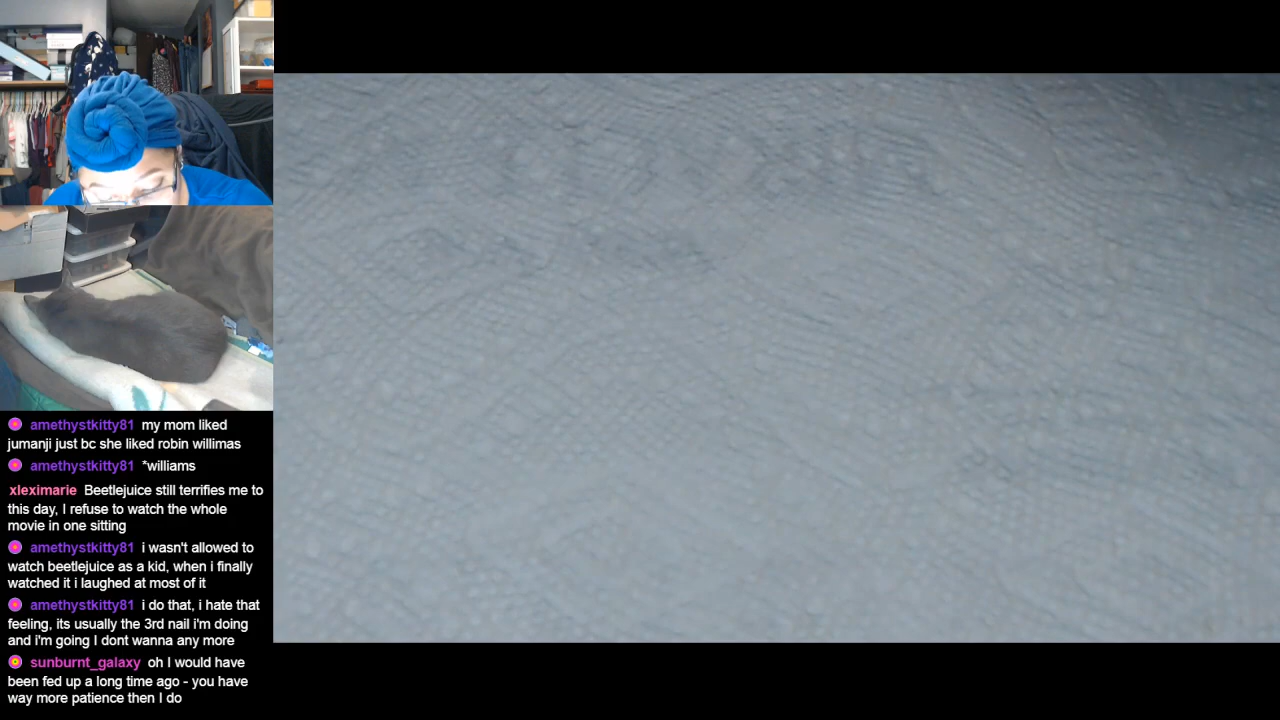 amethystkitty81 my mom liked
jumanji just bc she liked robin willimas
amethystkitty81 *williams
xleximarie Beetlejuice still terrifies me to
this day, I refuse to watch the whole
movie in one sitting
amethystkitty81 i wasn't allowed to
watch beetlejuice as a kid, when i finally
watched it i laughed at most of it
amethystkitty81 i do that, i hate that
feeling, its usually the 3rd nail i'm doing
and i'm going I dont wanna any more
sunburnt_galaxy oh I would have
been fed up a long time ago - you have
way more patience then I do